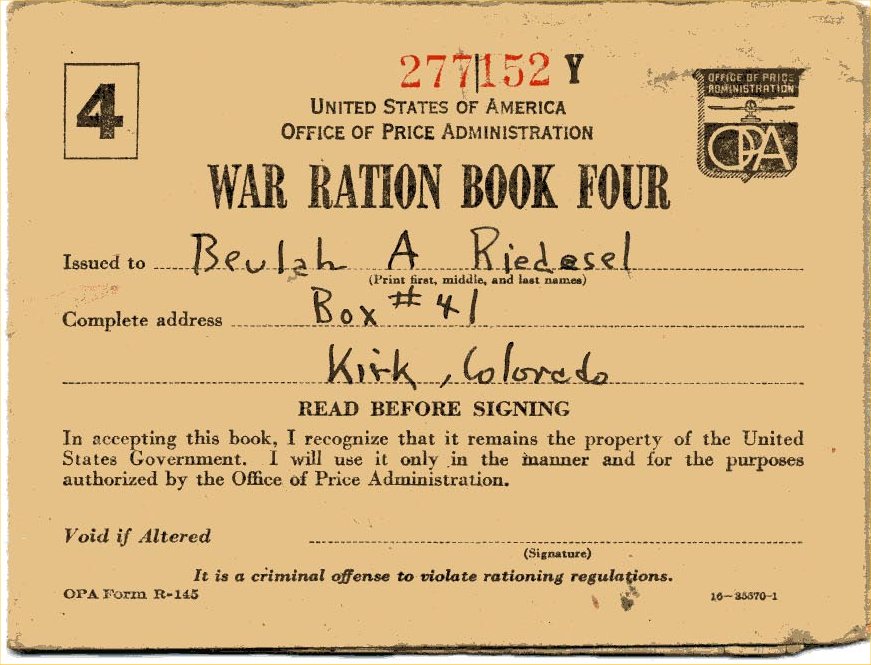 4
277152 Y
OFFICE OF PRICE
ADMINISTRATION
OPA
UNITED STATES OF AMERICA
OFFICE OF PRICE ADMINISTRATION
WAR RATION BOOK FOUR
Issued to Beulah A Riedesel
(Print first, middle, and last names)
Complete address Box #41
Kirk, Colorado
READ BEFORE SIGNING
In accepting this book, I recognize that it remains the property of the United
States Government. I will use it only in the manner and for the purposes
authorized by the Office of Price Administration.
Void if Altered
(Signature)
It is a criminal offense to violate rationing regulations.
OPA Form R-145
16-35570-1